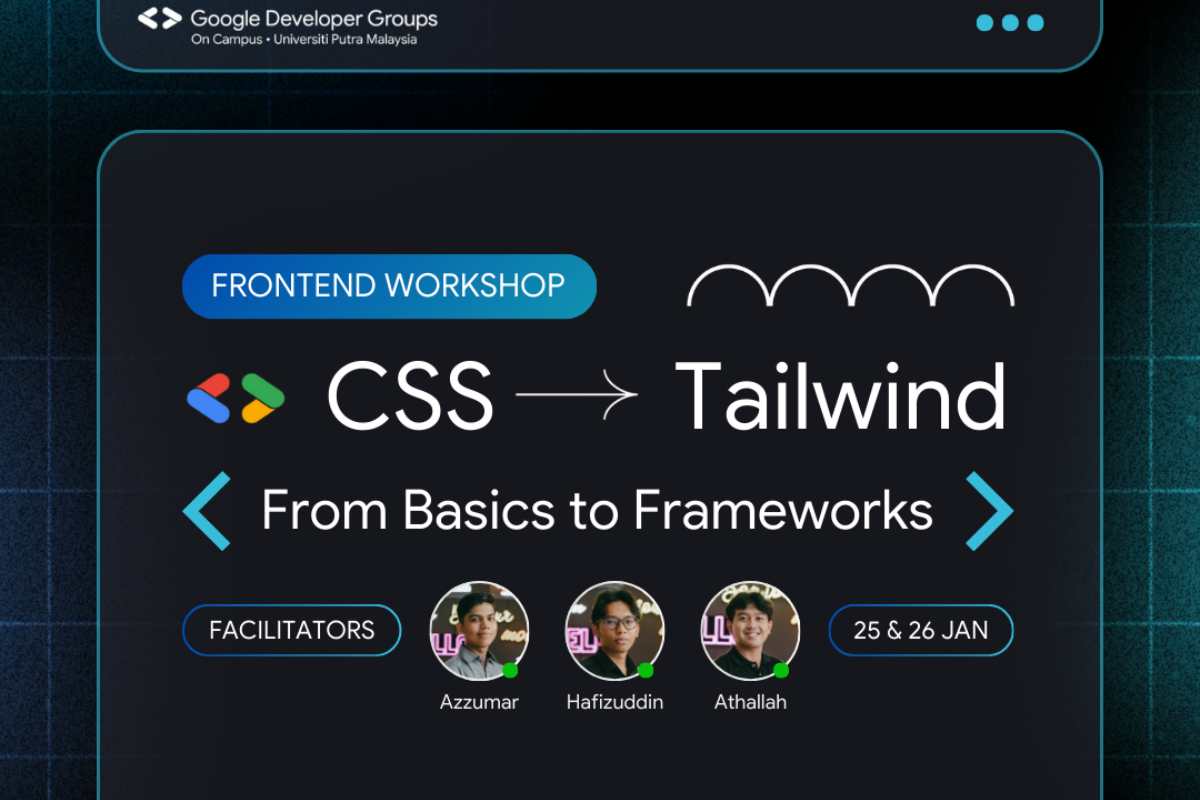 Google Developer Groups
On Campus • Universiti Putra Malaysia
FRONTEND WORKSHOP
CSS → Tailwind
From Basics to Frameworks
FACILITATORS
25 & 26 JAN
Azzumar
Hafizuddin
Athallah